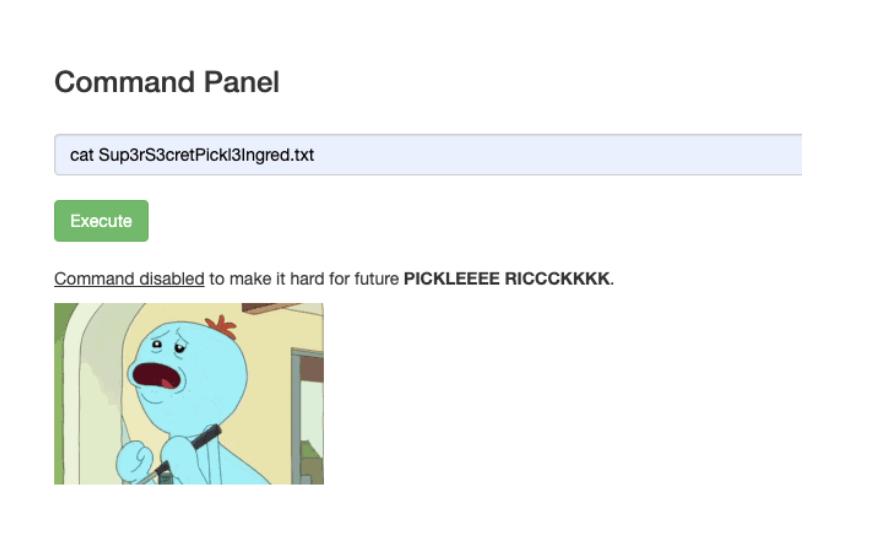 Command Panel
cat Sup3rS3cretPickl3Ingred.txt
Execute
Command disabled to make it hard for future PICKLEEEE RICCCKKKK.